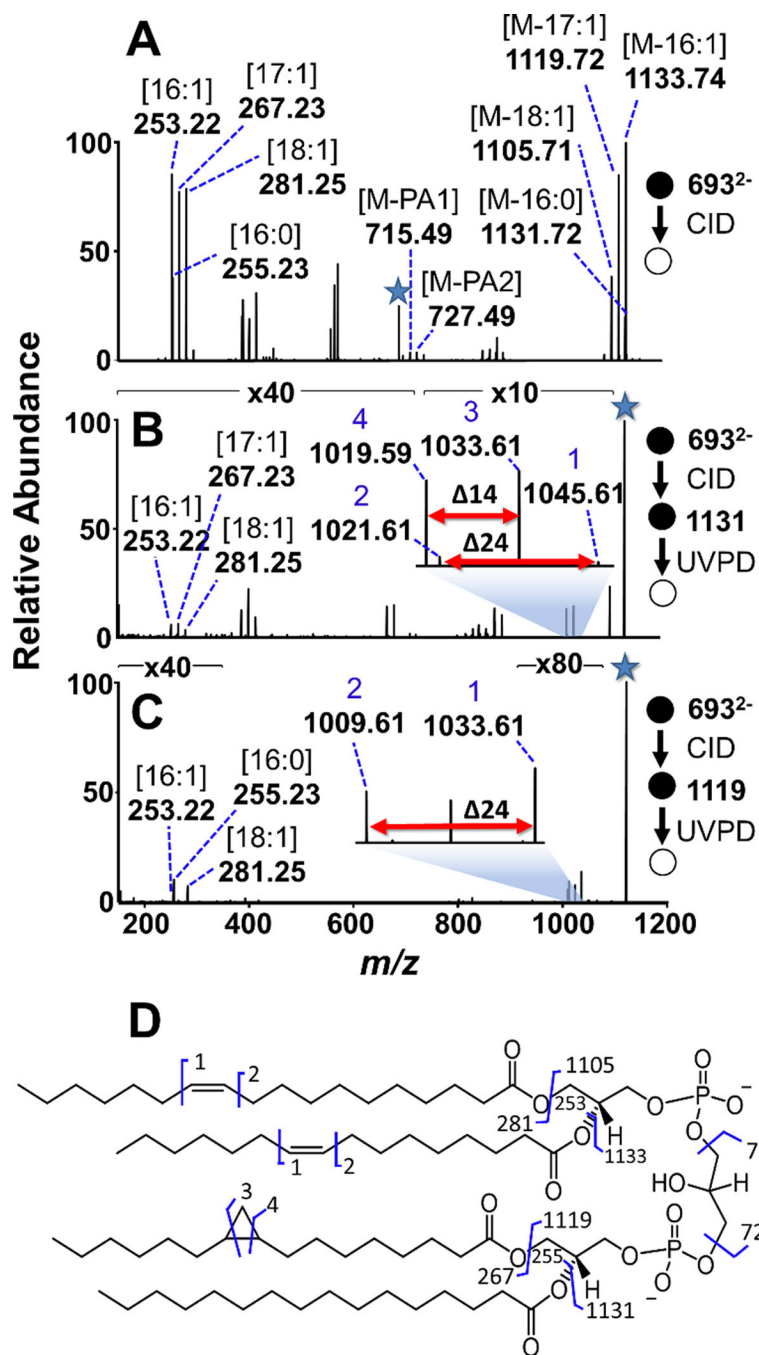 A
[M-17:1]
1119.72
[M-16:1]
1133.74
[16:1]
253.22
[17:1]
267.23
[18:1]
281.25
[M-18:1]
1105.71
[16:0]
255.23
[M-PA1]
715.49
[M-16:0]
1131.72
[M-PA2]
727.49
693²⁻
CID
100
50
0
Relative Abundance
x40
x10
B
[17:1]
267.23
[16:1]
253.22
[18:1]
281.25
4
1019.59
3
1033.61
1
1045.61
2
1021.61
Δ14
Δ24
693²⁻
CID
1131
UVPD
100
50
0
x40
x80
C
[16:1]
253.22
[16:0]
255.23
[18:1]
281.25
2
1009.61
1
1033.61
Δ24
693²⁻
CID
1119
UVPD
100
50
0
200 400 600 800 1000 1200
m/z
D
1
2
O
O
1105
281
253
O
P
O
O⁻
1
2
O
O
H
1133
O
7
HO
H
3
4
O
O
1119
267
255
O
P
O
O
O⁻
72
O
O
H
1131